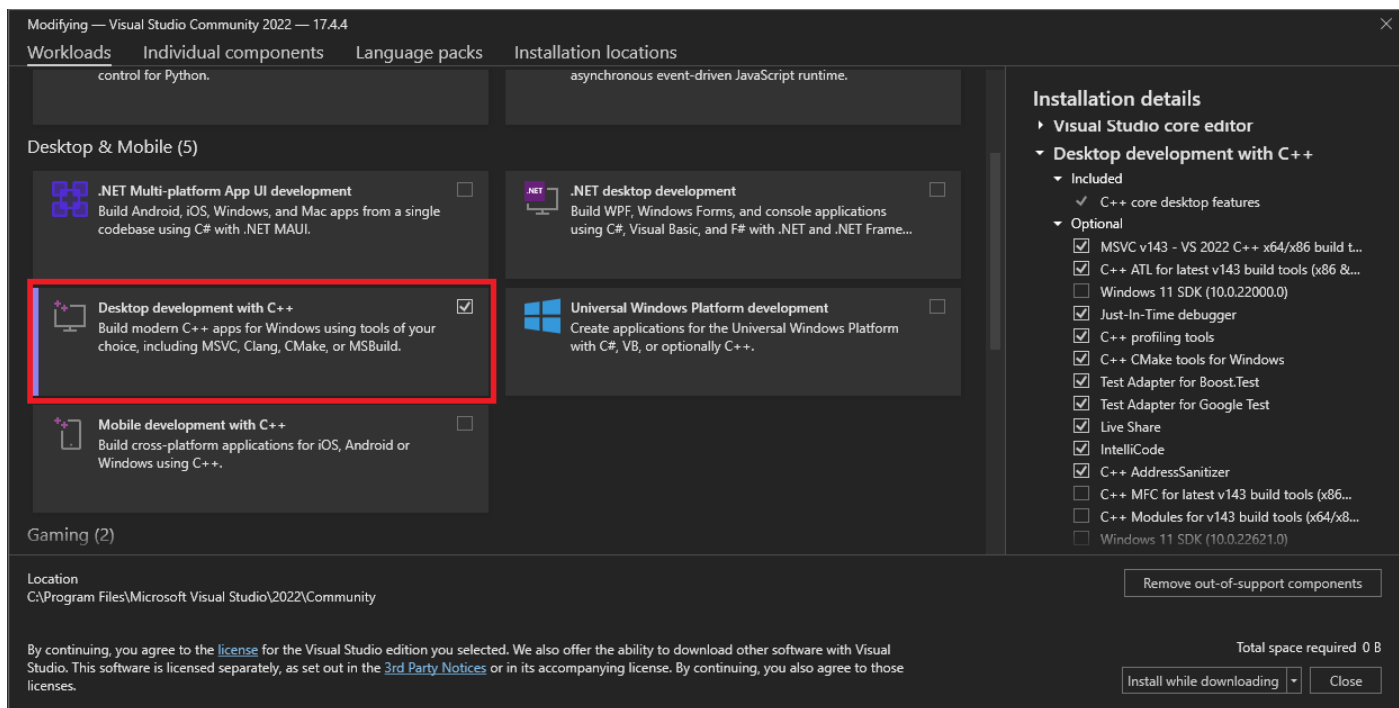 Modifying — Visual Studio Community 2022 — 17.4.4
Workloads Individual components Language packs Installation locations
control for Python.
asynchronous event-driven JavaScript runtime.
Desktop & Mobile (5)
.NET Multi-platform App UI development
Build Android, iOS, Windows, and Mac apps from a single
codebase using C# with .NET MAUI.
.NET
.NET desktop development
Build WPF, Windows Forms, and console applications
using C#, Visual Basic, and F# with .NET and .NET Frame...
Desktop development with C++
Build modern C++ apps for Windows using tools of your
choice, including MSVC, Clang, CMake, or MSBuild.
Universal Windows Platform development
Create applications for the Universal Windows Platform
with C#, VB, or optionally C++.
Mobile development with C++
Build cross-platform applications for iOS, Android or
Windows using C++.
Gaming (2)
Installation details
Visual Studio core editor
Desktop development with C++
Included
C++ core desktop features
Optional
MSVC v143 - VS 2022 C++ x64/x86 build t...
C++ ATL for latest v143 build tools (x86 &...
Windows 11 SDK (10.0.22000.0)
Just-In-Time debugger
C++ profiling tools
C++ CMake tools for Windows
Test Adapter for Boost.Test
Test Adapter for Google Test
Live Share
IntelliCode
C++ AddressSanitizer
C++ MFC for latest v143 build tools (x86...
C++ Modules for v143 build tools (x64/x8...
Windows 11 SDK (10.0.22621.0)
Location
C:\Program Files\Microsoft Visual Studio\2022\Community
Remove out-of-support components
By continuing, you agree to the license for the Visual Studio edition you selected. We also offer the ability to download other software with Visual
Studio. This software is licensed separately, as set out in the 3rd Party Notices or in its accompanying license. By continuing, you also agree to those
licenses.
Total space required 0 B
Install while downloading
Close